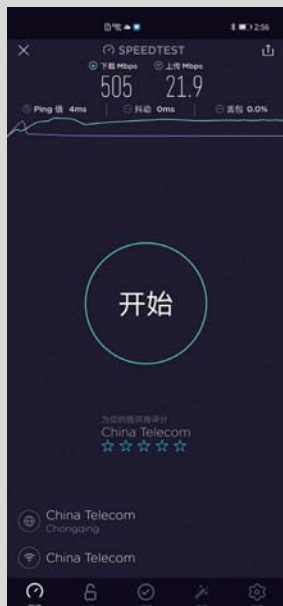 2:56
SPEEDTEST
下载 Mbps 上传 Mbps
505 21.9
Ping 值 4ms 抖动 0ms 丢包 0.0%
开始
为您的提供商评分
China Telecom
China Telecom
Chongqing
China Telecom